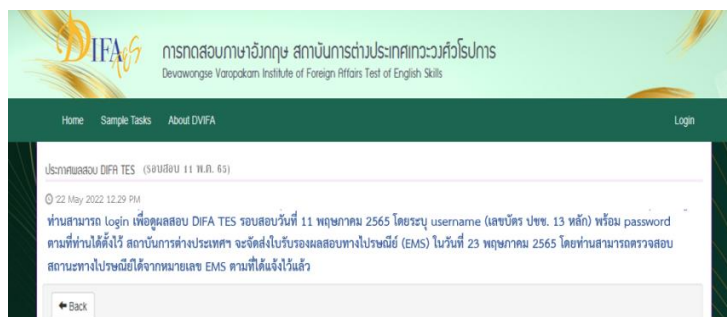 DIFA TES
การทดสอบภาษาอังกฤษ สถาบันการต่างประเทศเทวะวงศ์วโรปการ
Devawongse Varopakarn Institute of Foreign Affairs Test of English Skills
Home Sample Tasks About DVIFA Login
ประกาศผลสอบ DIFA TES (รอบสอบ 11 พ.ค. 65)
22 May 2022 12.29 PM
ท่านสามารถ login เพื่อดูผลสอบ DIFA TES รอบสอบวันที่ 11 พฤษภาคม 2565 โดยระบุ username (เลขบัตร ปชช. 13 หลัก) พร้อม password
ตามที่ท่านได้ตั้งไว้ สถาบันการต่างประเทศฯ จะจัดส่งใบรับรองผลสอบทางไปรษณีย์ (EMS) ในวันที่ 23 พฤษภาคม 2565 โดยท่านสามารถตรวจสอบ
สถานะทางไปรษณีย์ได้จากหมายเลข EMS ตามที่ได้แจ้งไว้แล้ว
Back